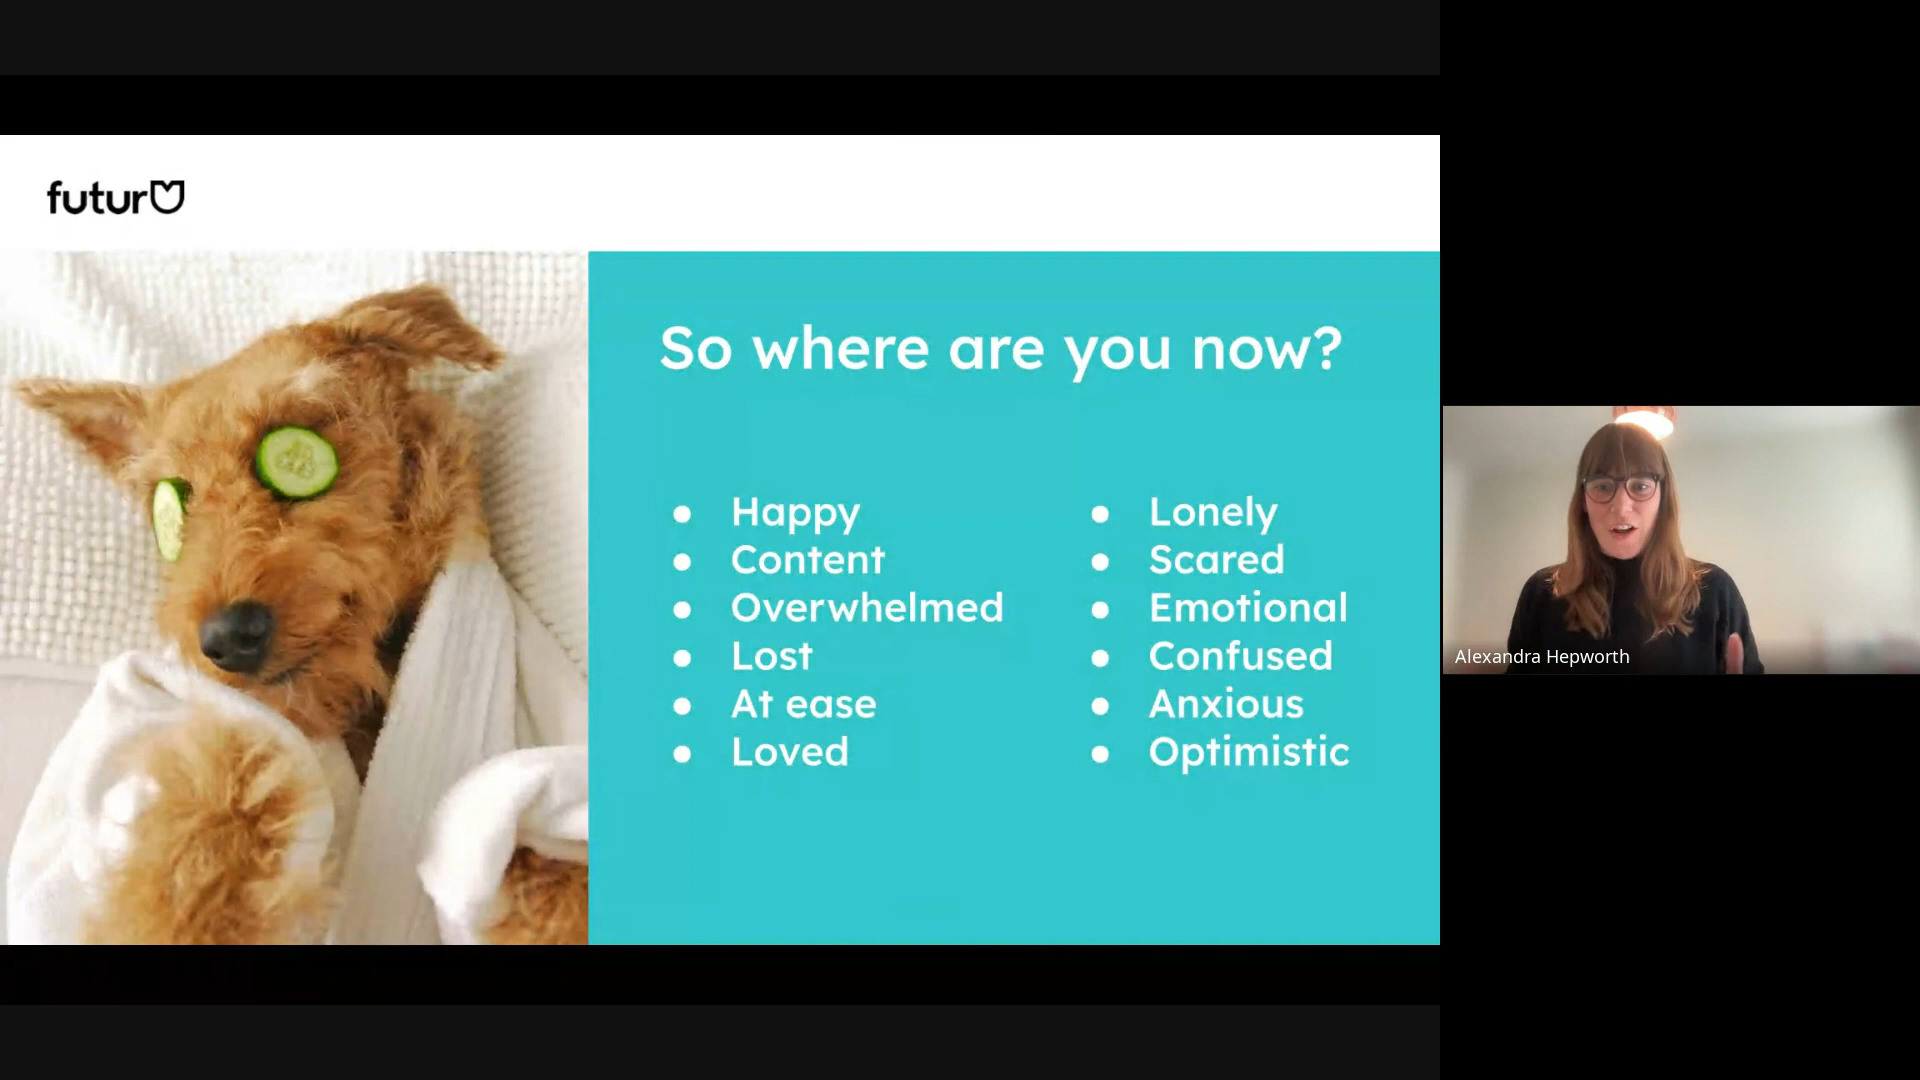 futurU
So where are you now?
● Happy
● Content
● Overwhelmed
● Lost
● At ease
● Loved
● Lonely
● Scared
● Emotional
● Confused
● Anxious
● Optimistic
Alexandra Hepworth